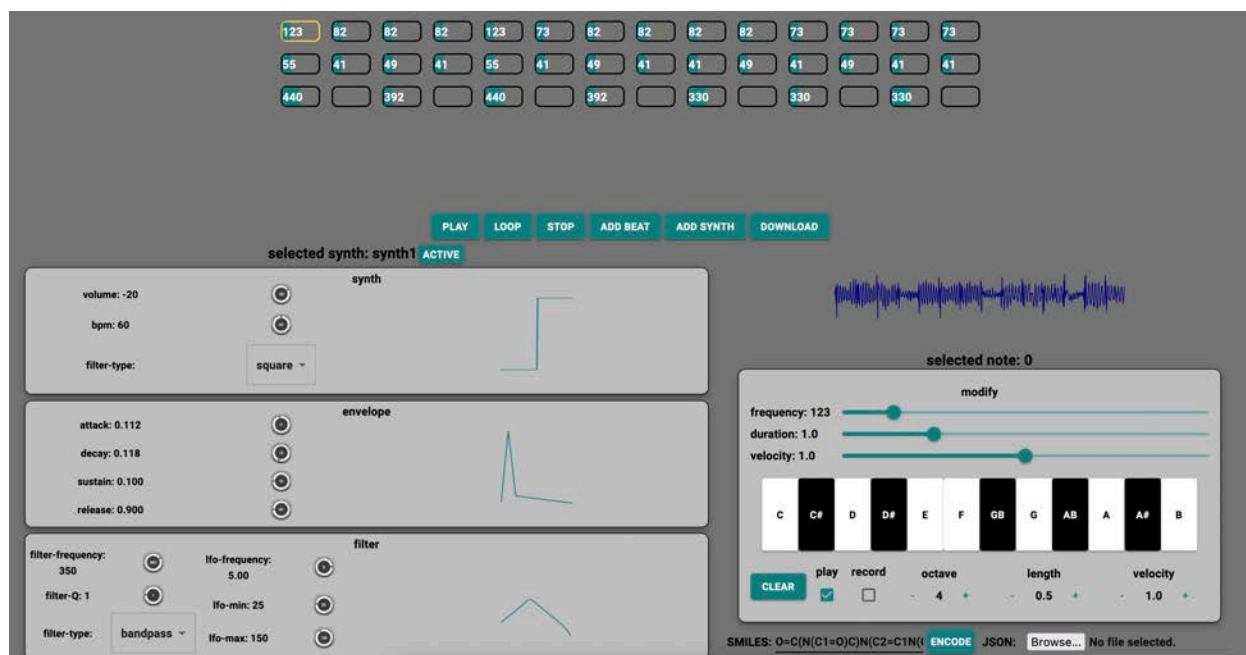 123 82 82 82 123 73 82 82 82 82 73 73 73 73
55 41 49 41 55 41 49 41 41 49 41 49 41 41
440 392 440 392 330 330 330
PLAY LOOP STOP ADD BEAT ADD SYNTH DOWNLOAD
selected synth: synth1 ACTIVE
synth
volume: -20
bpm: 60
filter-type: square
envelope
attack: 0.112
decay: 0.118
sustain: 0.100
release: 0.900
filter
filter-frequency:
350
filter-Q: 1
filter-type: bandpass
lfo-frequency:
5.00
lfo-min: 25
lfo-max: 150
selected note: 0
modify
frequency: 123
duration: 1.0
velocity: 1.0
C C# D D# E F GB G AB A A# B
CLEAR
play record octave length velocity
- 4 + - 0.5 + - 1.0 +
SMILES: O=C(N(C1=O)C)N(C2=C1N( ENCODE JSON: Browse... No file selected.